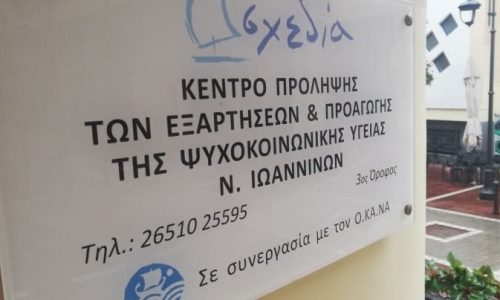 σχεδία
ΚΕΝΤΡΟ ΠΡΟΛΗΨΗΣ
ΤΩΝ ΕΞΑΡΤΗΣΕΩΝ & ΠΡΟΑΓΩΓΗΣ
ΤΗΣ ΨΥΧΟΚΟΙΝΩΝΙΚΗΣ ΥΓΕΙΑΣ
Ν. ΙΩΑΝΝΙΝΩΝ
3ος Όροφος
Τηλ.: 26510 25595
Σε συνεργασία με τον Ο.ΚΑ.ΝΑ